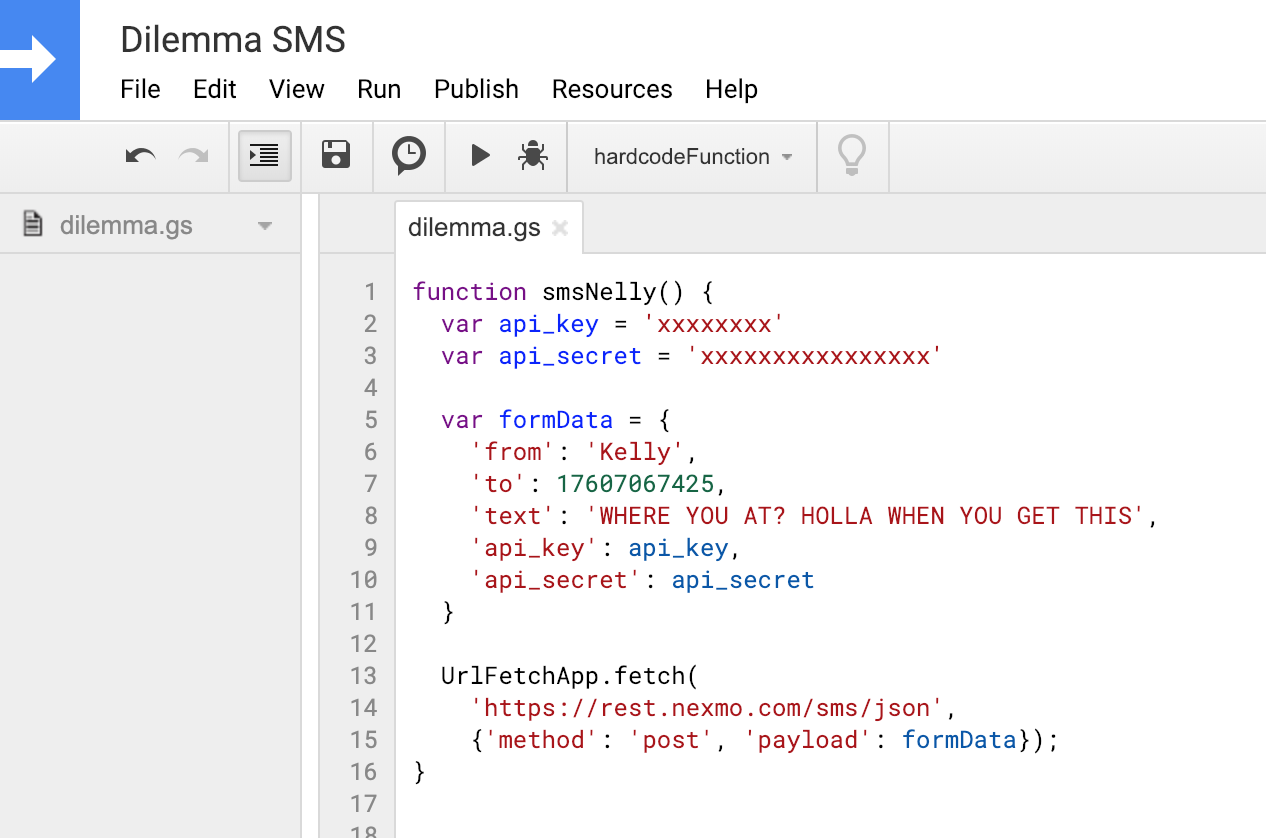 Dilemma SMS
File Edit View Run Publish Resources Help
hardcodeFunction
dilemma.gs
dilemma.gs
1 function smsNelly() {
2 var api_key = 'xxxxxxxx'
3 var api_secret = 'xxxxxxxxxxxxxxxx'
4
5 var formData = {
6 'from': 'Kelly',
7 'to': 17607067425,
8 'text': 'WHERE YOU AT? HOLLA WHEN YOU GET THIS',
9 'api_key': api_key,
10 'api_secret': api_secret
11 }
12
13 UrlFetchApp.fetch(
14 'https://rest.nexmo.com/sms/json',
15 {'method': 'post', 'payload': formData});
16 }
17
18